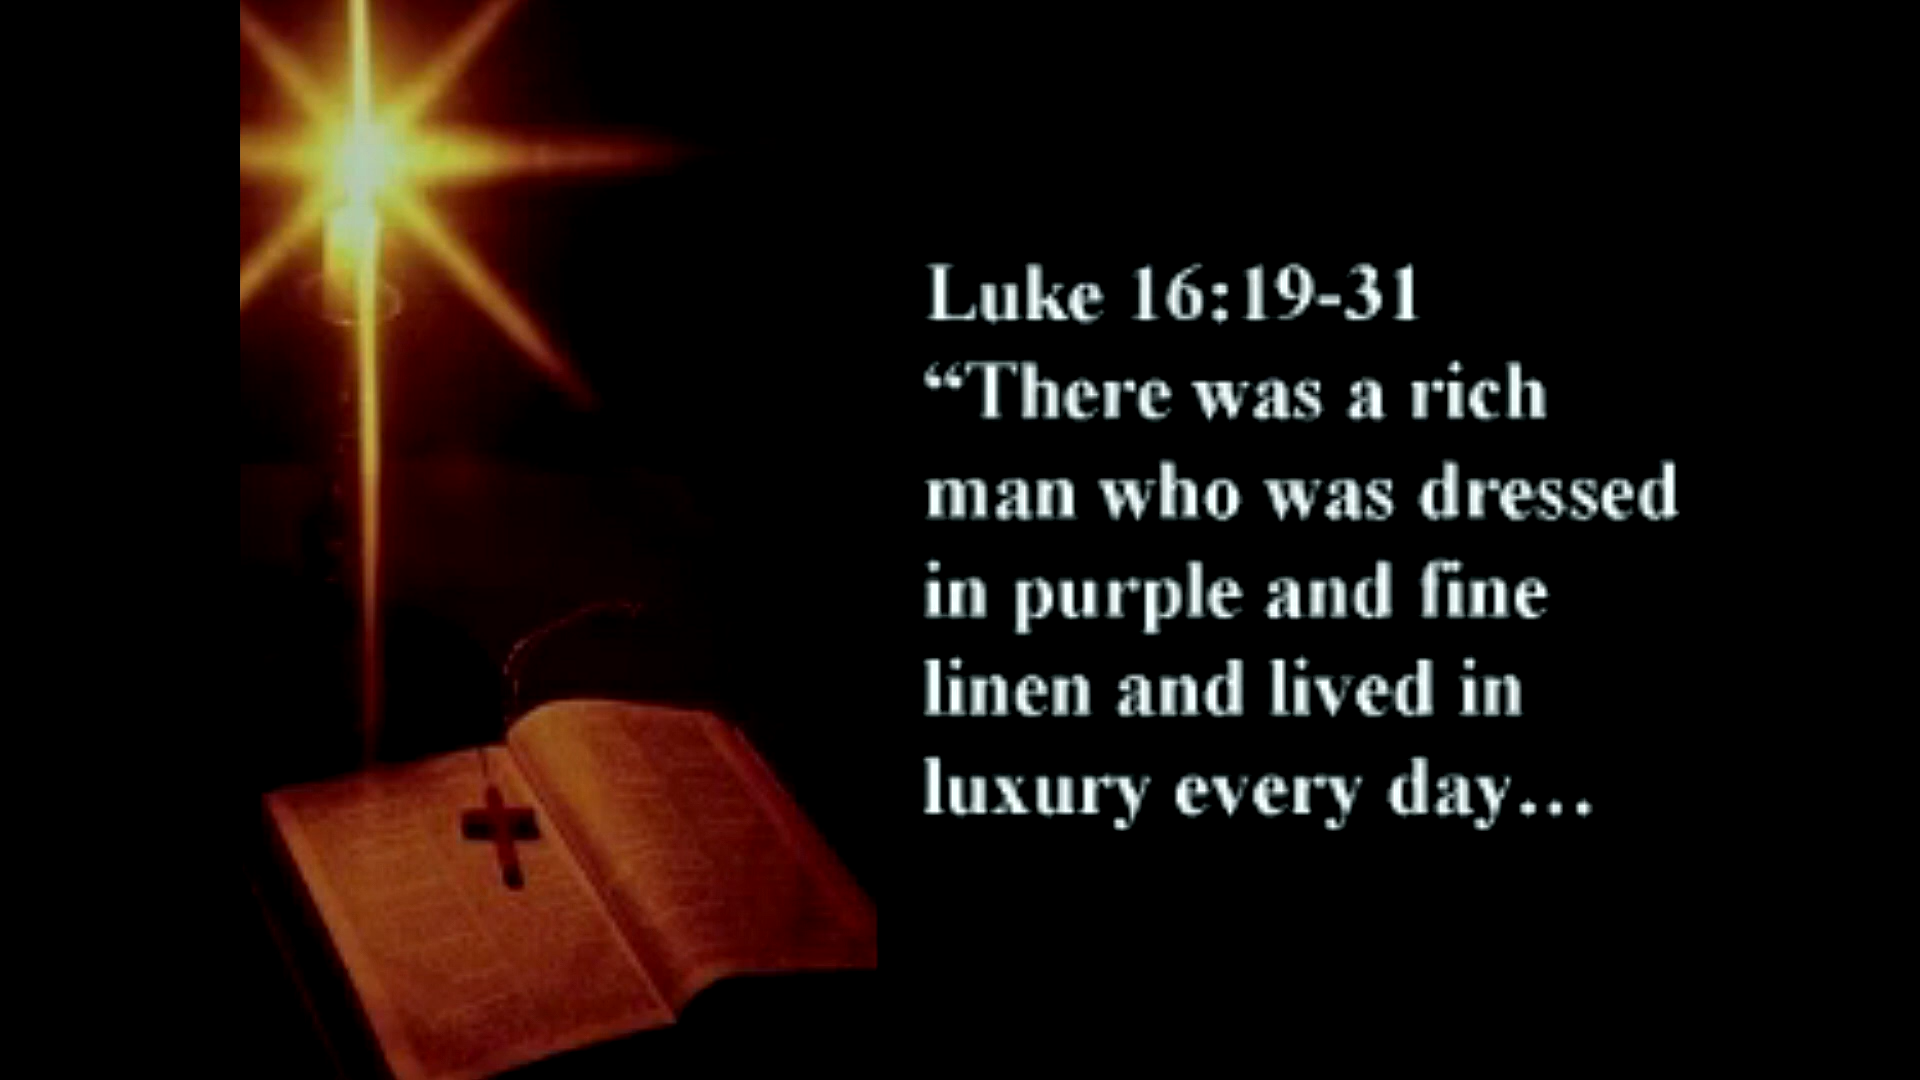 Luke 16:19-31
“There was a rich
man who was dressed
in purple and fine
linen and lived in
luxury every day…